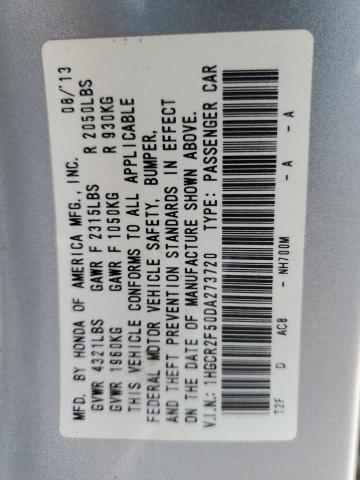 MFD. BY HONDA OF AMERICA MFG., INC. 08/'13
GVWR 4321LBS GAWR F 2315LBS R 2050LBS
GVWR 1960KG GAWR F 1050KG R 930KG
THIS VEHICLE CONFORMS TO ALL APPLICABLE
FEDERAL MOTOR VEHICLE SAFETY, BUMPER,
AND THEFT PREVENTION STANDARDS IN EFFECT
ON THE DATE OF MANUFACTURE SHOWN ABOVE.
V.I.N.: 1HGCR2F50DA273720 TYPE: PASSENGER CAR
T2F D AC8 - NH700M - A - A